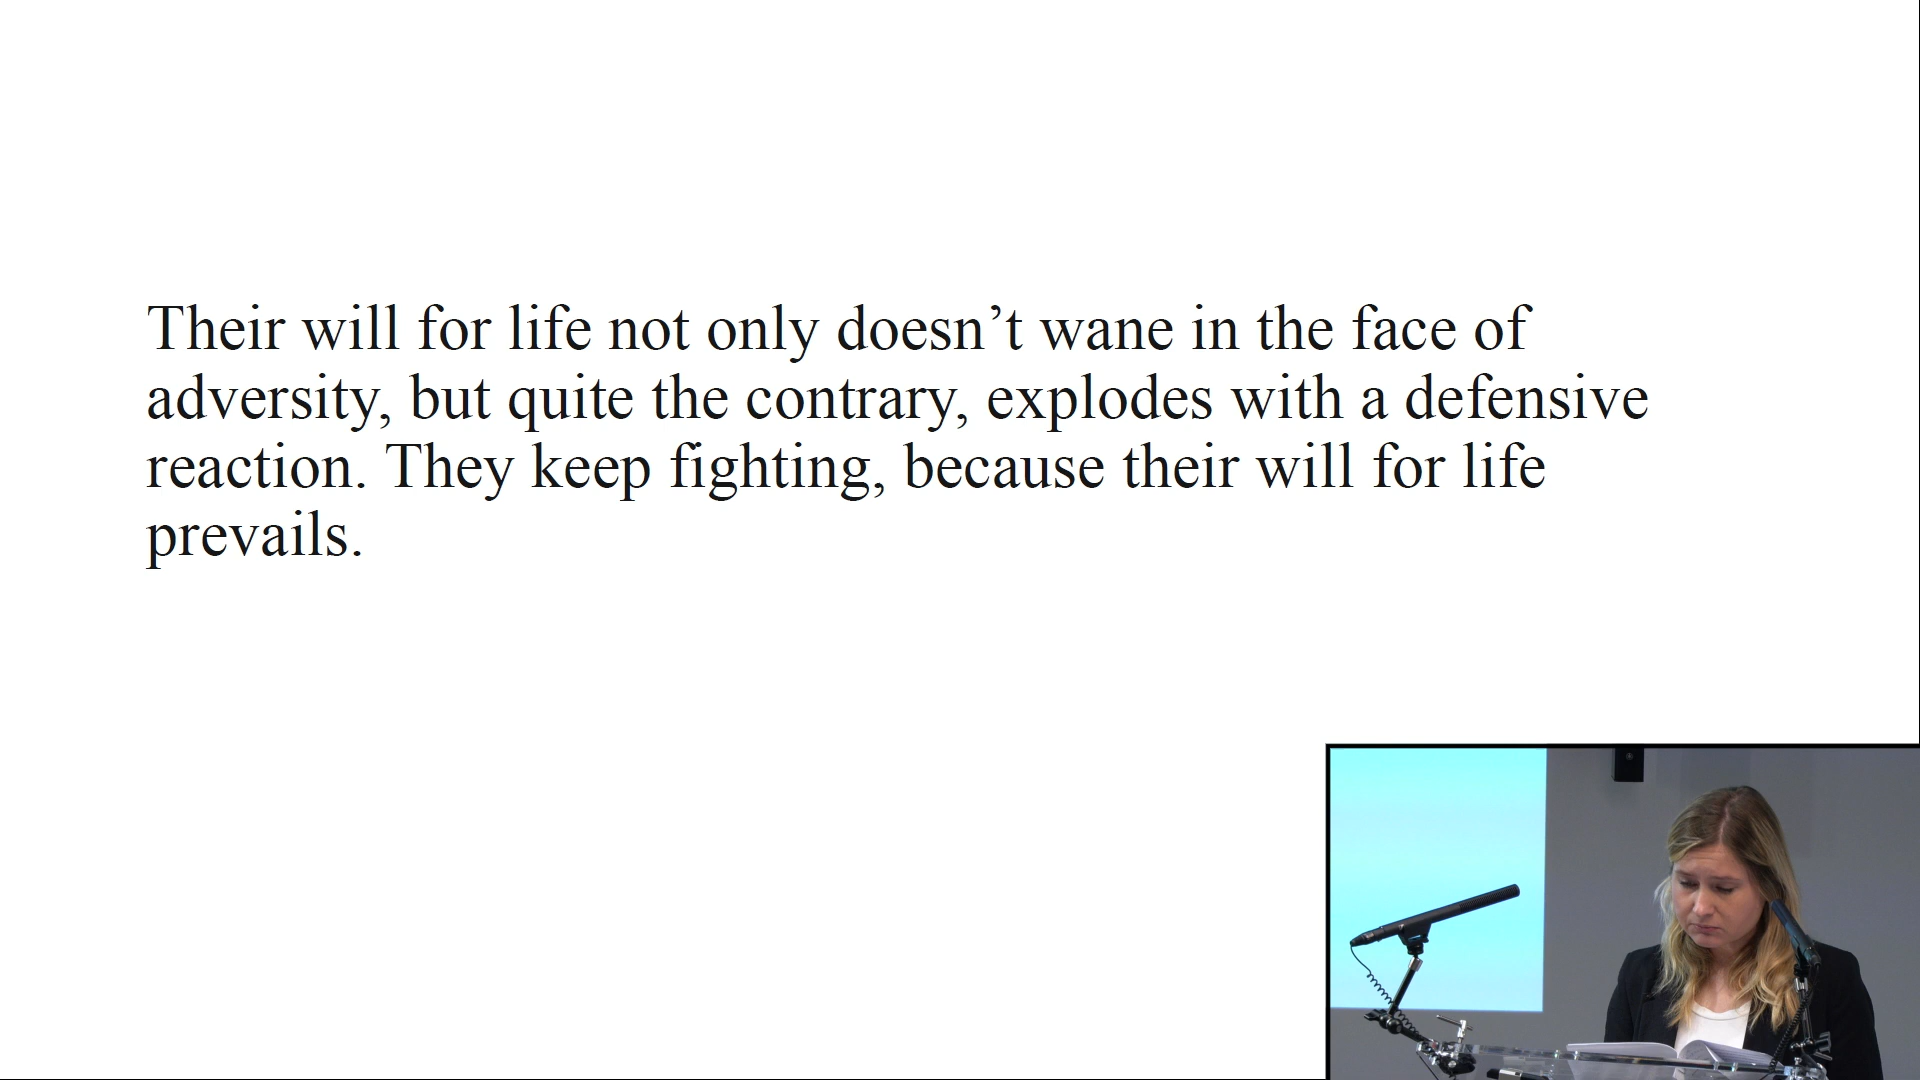 Their will for life not only doesn’t wane in the face of
adversity, but quite the contrary, explodes with a defensive
reaction. They keep fighting, because their will for life
prevails.